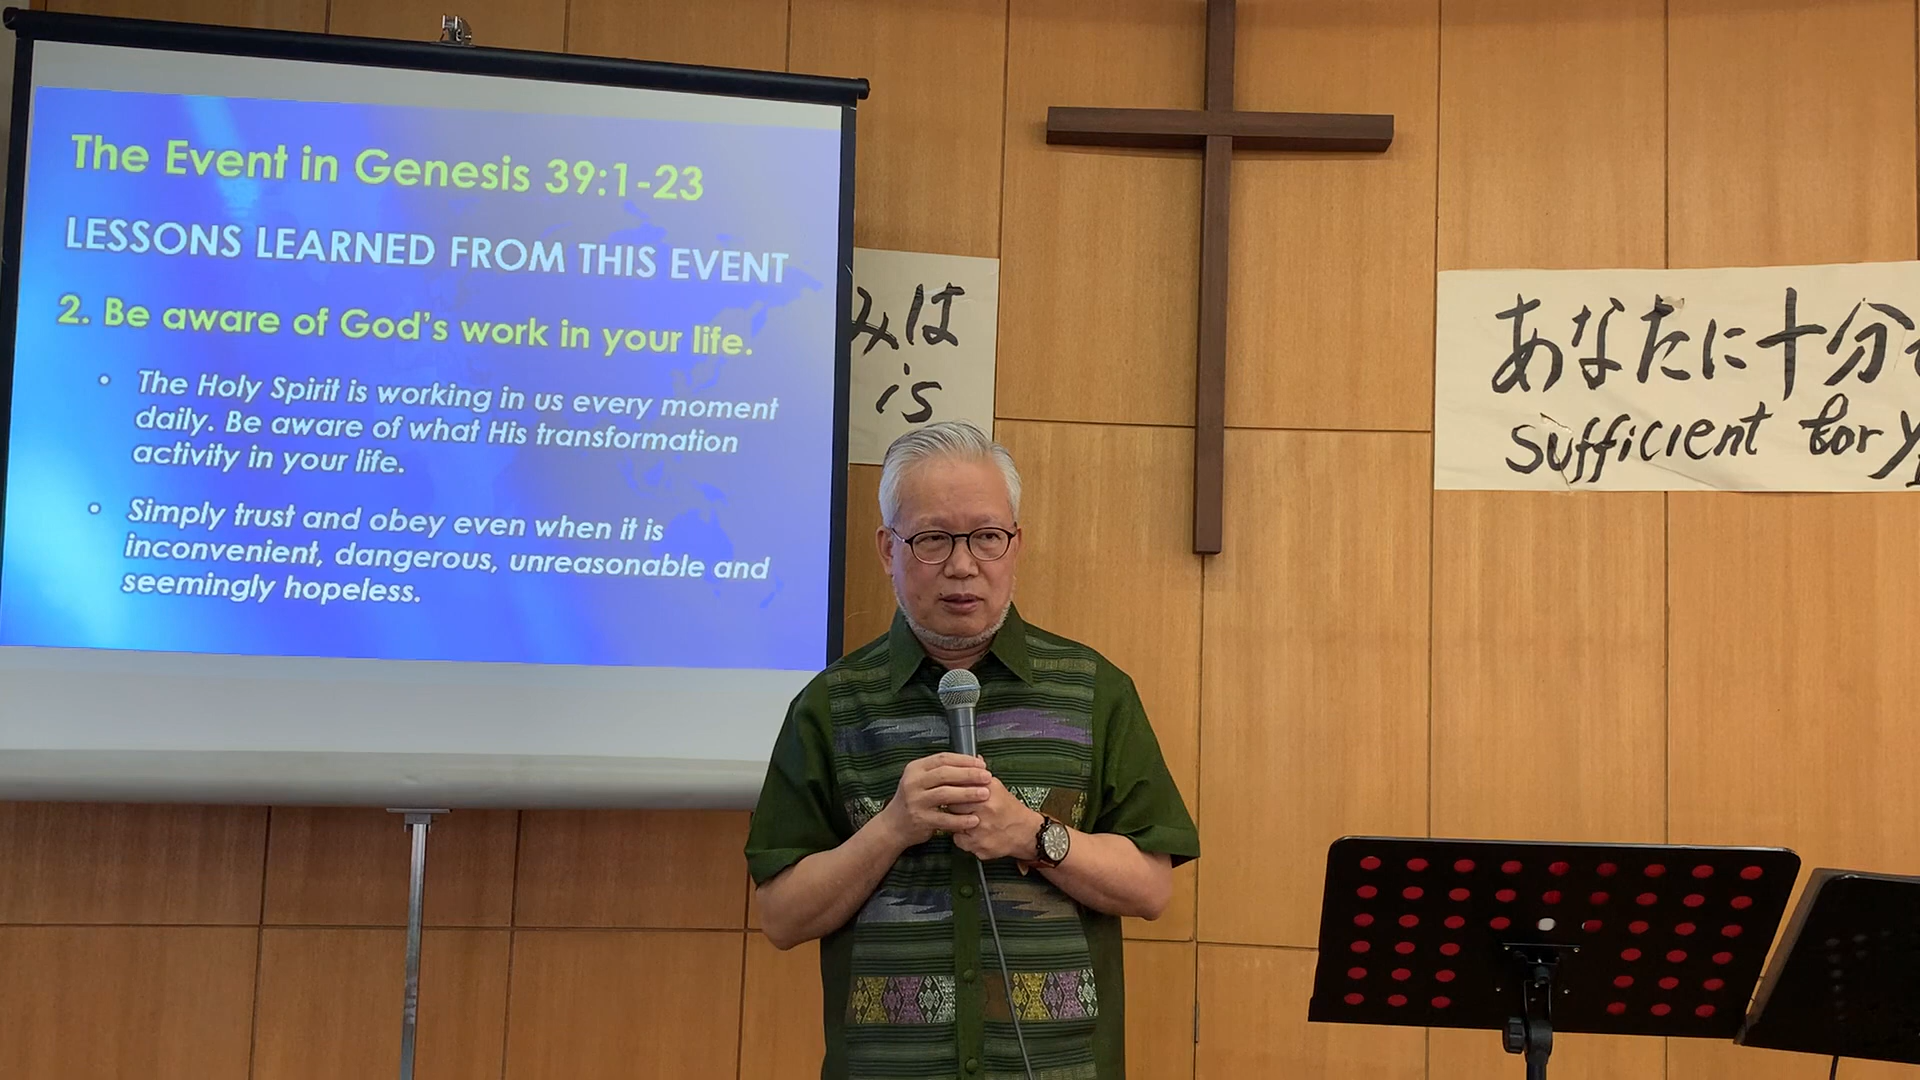 The Event in Genesis 39:1-23
LESSONS LEARNED FROM THIS EVENT
2. Be aware of God's work in your life.
• The Holy Spirit is working in us every moment
daily. Be aware of what His transformation
activity in your life.
• Simply trust and obey even when it is
inconvenient, dangerous, unreasonable and
seemingly hopeless.
みは
is
あなたに十分
sufficient for